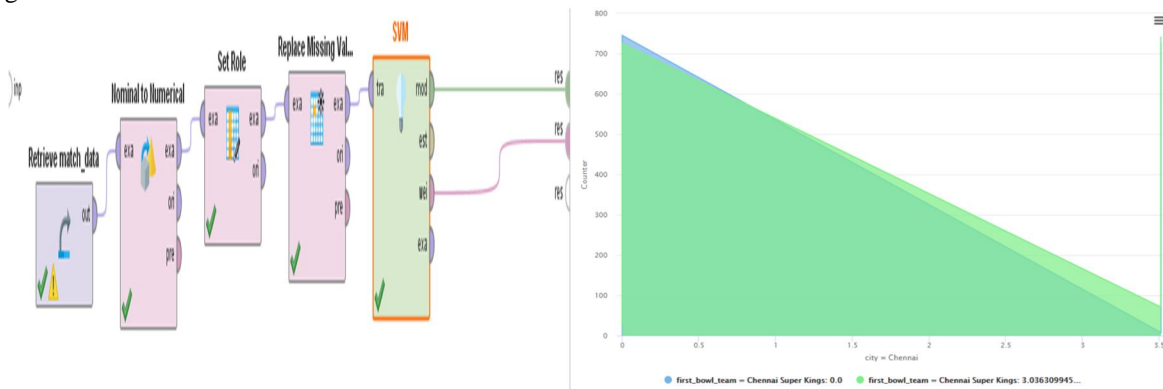 SVM
Replace Missing Val...
Set Role
Nominal to Numerical
Retrieve match_data
inp
out
exa exa
ori
pre
exa exa
ori
exa exa
ori
pre
tra mod
est
wei
exa
res
res
res
800
700
600
500
400
300
200
100
0
Counter
0 0.5 1 1.5 2 2.5 3 3.5
city = Chennai
first_bowl_team = Chennai Super Kings: 0.0 first_bowl_team = Chennai Super Kings: 3.036309945...